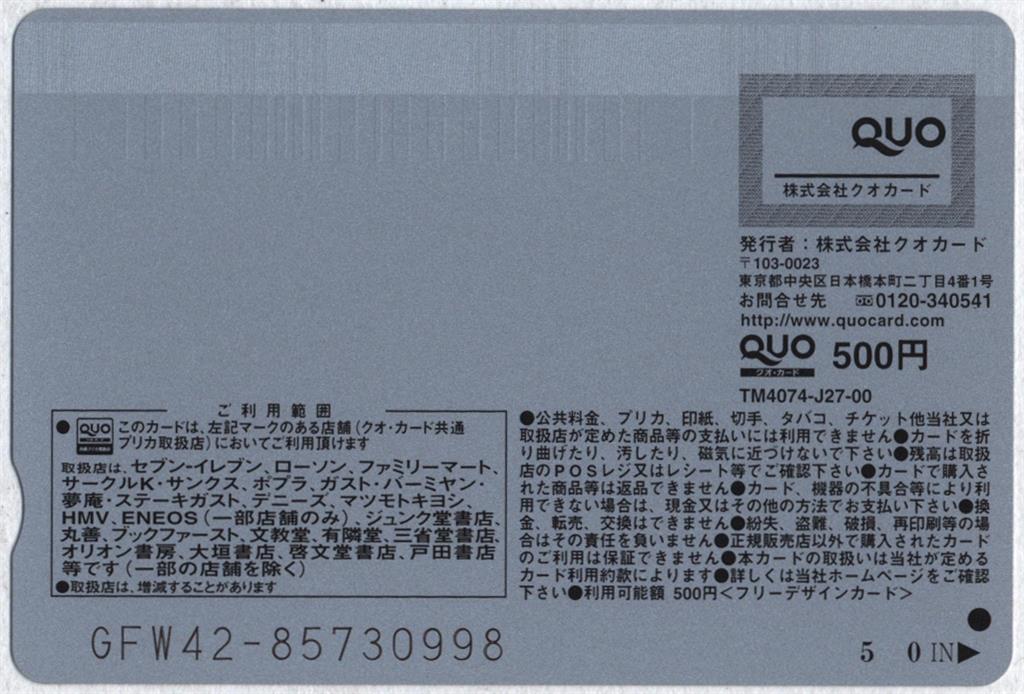 QUO
株式会社クオカード
発行者：株式会社クオカード
〒103-0023
東京都中央区日本橋本町二丁目4番1号
お問合せ先 0120-340541
http://www.quocard.com
QUO 500円
クオ・カード
TM4074-J27-00
ご利用範囲
●QUO このカードは、左記マークのある店舗（クオ・カード共通
プリカ取扱店）においてご利用頂けます
取扱店は、セブン-イレブン、ローソン、ファミリーマート、
サークルK・サンクス、ポプラ、ガスト・バーミヤン・
夢庵・ステーキガスト、デニーズ、マツモトキヨシ、
HMV、ENEOS（一部店舗のみ）ジュンク堂書店、
丸善、ブックファースト、文教堂、有隣堂、三省堂書店、
オリオン書房、大垣書店、啓文堂書店、戸田書店
等です（一部の店舗を除く）
●取扱店は、増減することがあります
●公共料金、プリカ、印紙、切手、タバコ、チケット他当社又は
取扱店が定めた商品等の支払いには利用できません●カードを折
り曲げたり、汚したり、磁気に近づけないで下さい●残高は取扱
店のPOSレジ又はレシート等でご確認下さい●カードで購入さ
れた商品等は返品できません●カード、機器の不具合等により利
用できない場合は、現金又はその他の方法でお支払い下さい●換
金、転売、交換はできません●紛失、盗難、破損、再印刷等の場
合はその責任を負いません●正規販売店以外で購入されたカード
のご利用は保証できません●本カードの取扱いは当社が定める
カード利用約款によります●詳しくは当社ホームページをご確認
下さい●利用可能額 500円＜フリーデザインカード＞
GFW42-85730998
5 0 IN▶